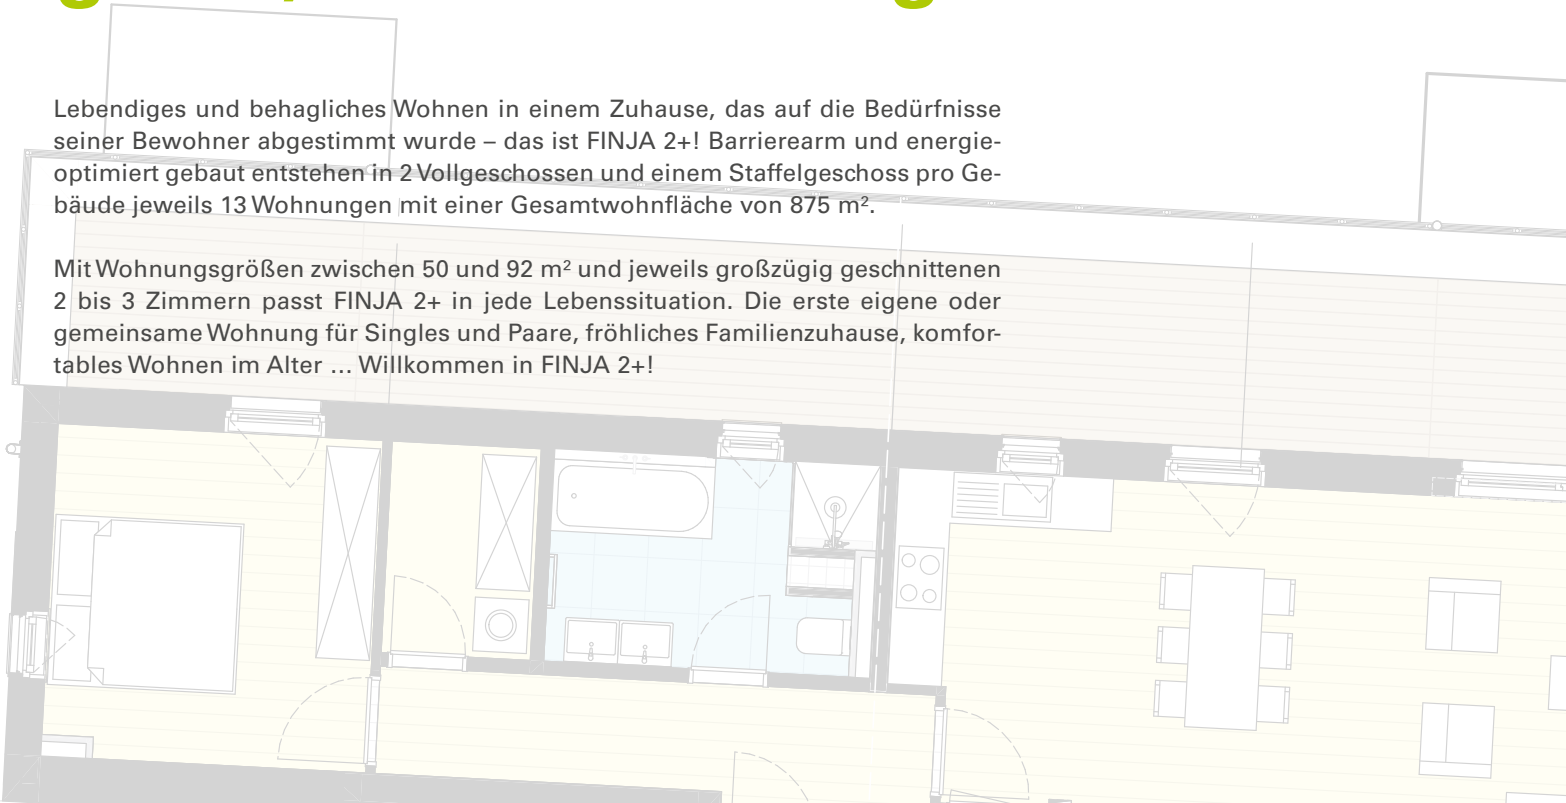 Lebendiges und behagliches Wohnen in einem Zuhause, das auf die Bedürfnisse
seiner Bewohner abgestimmt wurde – das ist FINJA 2+! Barrierearm und energie-
optimiert gebaut entstehen in 2 Vollgeschossen und einem Staffelgeschoss pro Ge-
bäude jeweils 13 Wohnungen mit einer Gesamtwohnfläche von 875 m².
Mit Wohnungsgrößen zwischen 50 und 92 m² und jeweils großzügig geschnittenen
2 bis 3 Zimmern passt FINJA 2+ in jede Lebenssituation. Die erste eigene oder
gemeinsame Wohnung für Singles und Paare, fröhliches Familienzuhause, komfor-
tables Wohnen im Alter ... Willkommen in FINJA 2+!